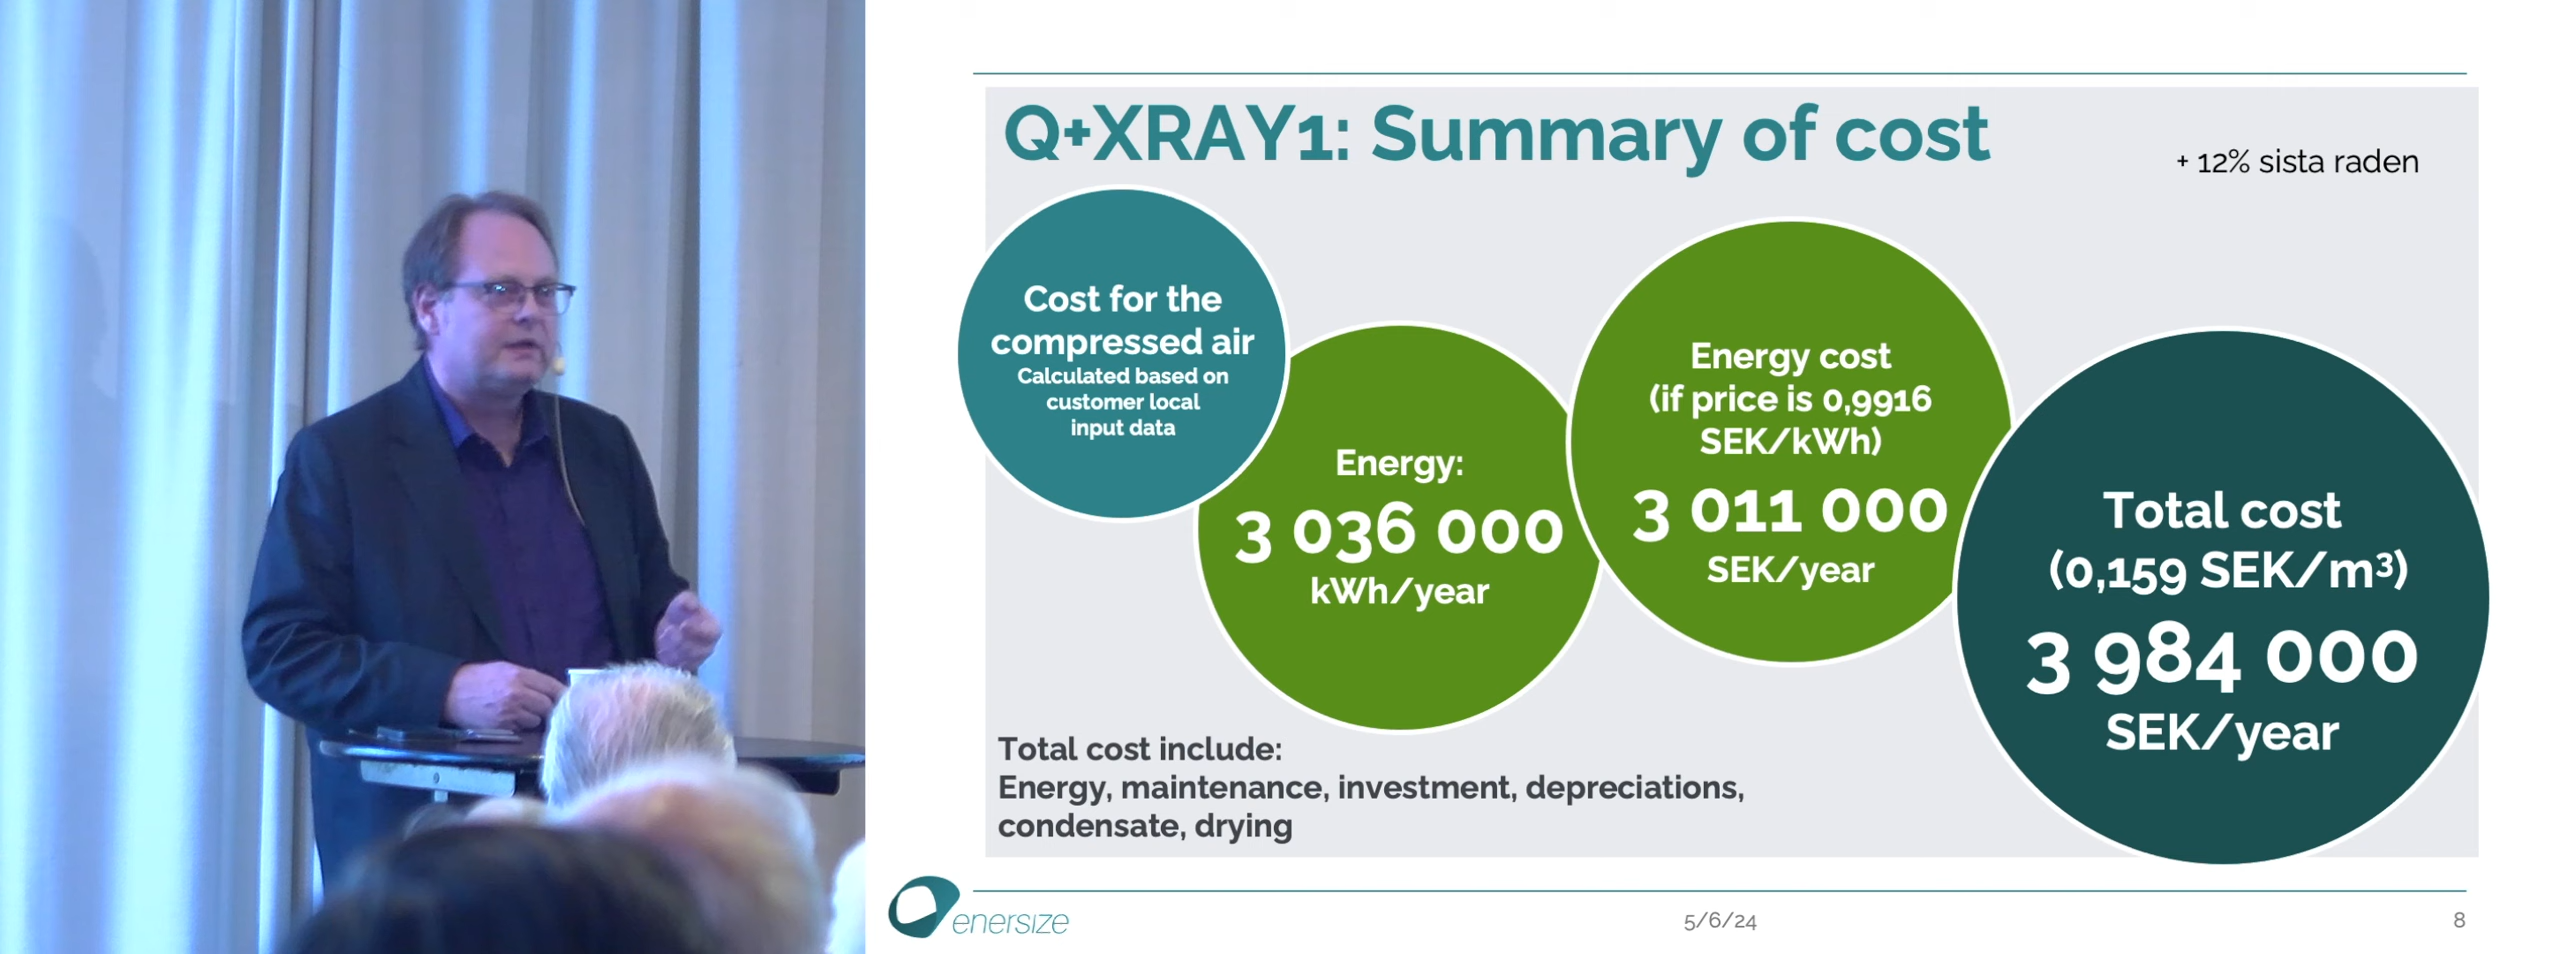 Q+XRAY1: Summary of cost
+ 12% sista raden
Cost for the
compressed air
Calculated based on
customer local
input data
Energy:
3 036 000
kWh/year
Energy cost
(if price is 0,9916
SEK/kWh)
3 011 000
SEK/year
Total cost
(0,159 SEK/m³)
3 984 000
SEK/year
Total cost include:
Energy, maintenance, investment, depreciations,
condensate, drying
enersize
5/6/24
8